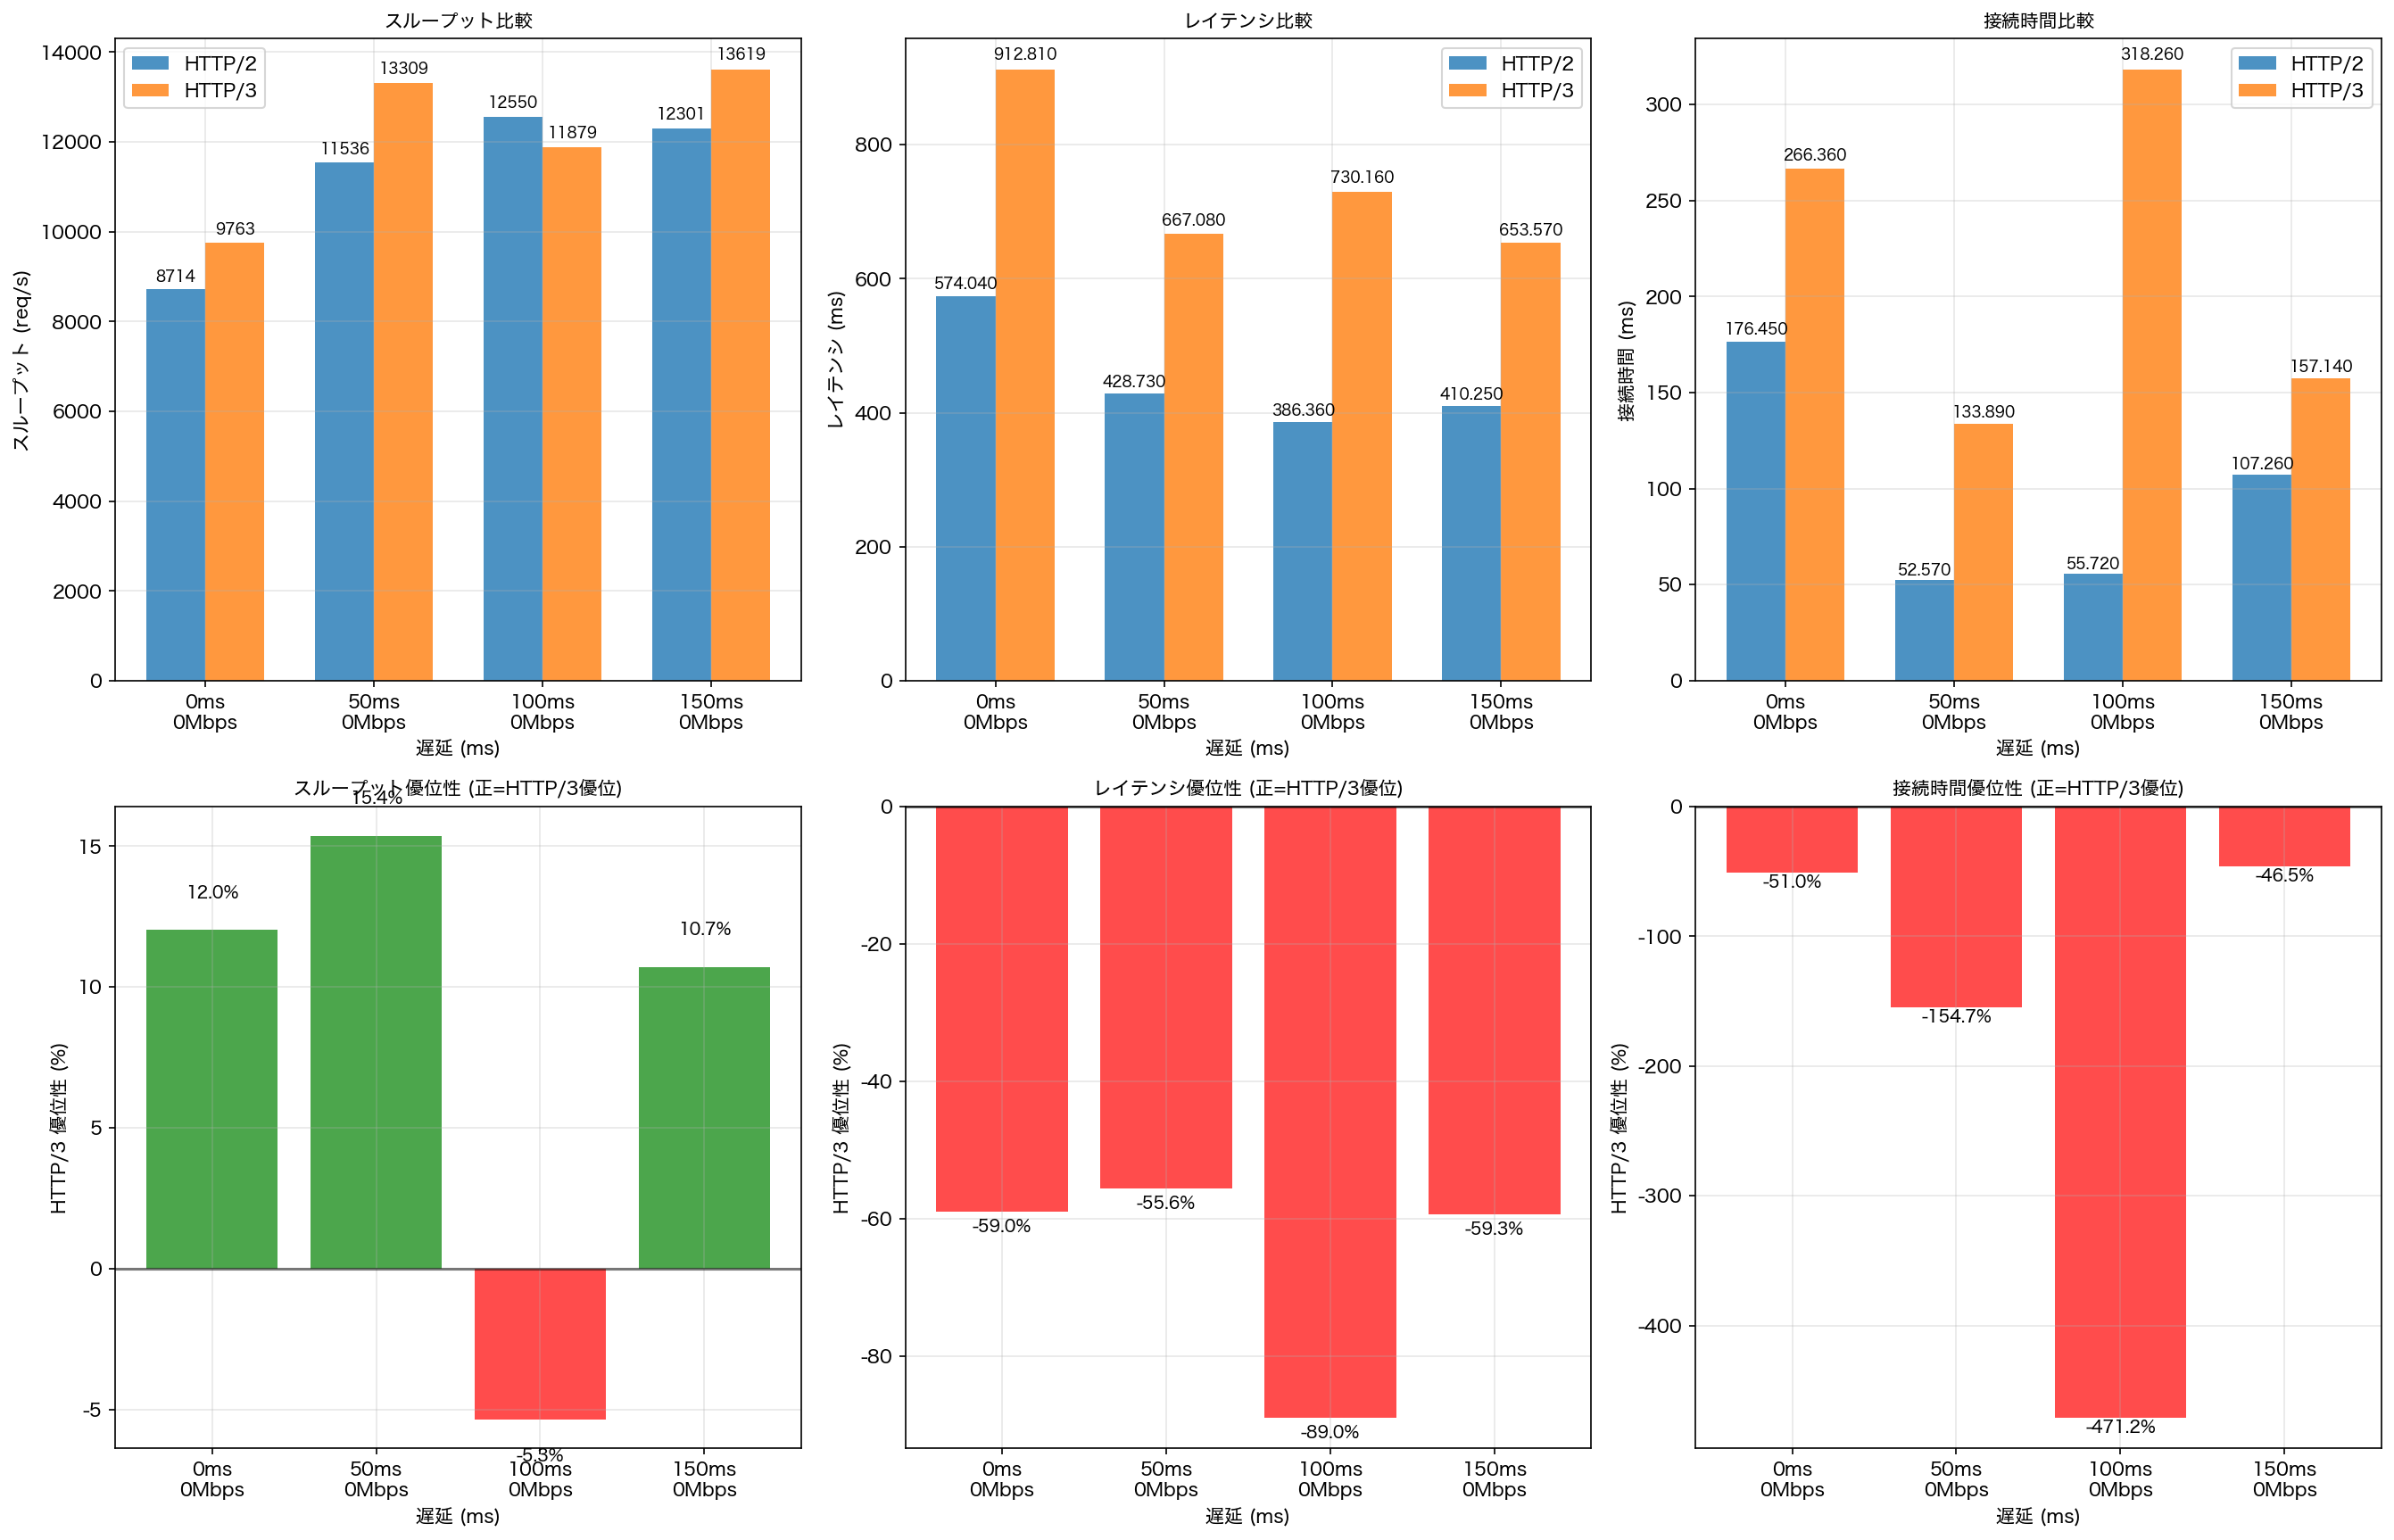 スループット比較
14000
12000
10000
8000
6000
4000
2000
0
スループット (req/s)
HTTP/2
HTTP/3
8714
9763
11536
13309
12550
11879
12301
13619
0ms
0Mbps
50ms
0Mbps
100ms
0Mbps
150ms
0Mbps
遅延 (ms)
レイテンシ比較
800
600
400
200
0
レイテンシ (ms)
HTTP/2
HTTP/3
574.040
912.810
428.730
667.080
386.360
730.160
410.250
653.570
0ms
0Mbps
50ms
0Mbps
100ms
0Mbps
150ms
0Mbps
遅延 (ms)
接続時間比較
300
250
200
150
100
50
0
接続時間 (ms)
HTTP/2
HTTP/3
176.450
266.360
52.570
133.890
55.720
318.260
107.260
157.140
0ms
0Mbps
50ms
0Mbps
100ms
0Mbps
150ms
0Mbps
遅延 (ms)
スループット優位性 (正=HTTP/3優位)
15
10
5
0
-5
HTTP/3 優位性 (%)
12.0%
15.4%
-5.3%
10.7%
0ms
0Mbps
50ms
0Mbps
100ms
0Mbps
150ms
0Mbps
遅延 (ms)
レイテンシ優位性 (正=HTTP/3優位)
0
-20
-40
-60
-80
HTTP/3 優位性 (%)
-59.0%
-55.6%
-89.0%
-59.3%
0ms
0Mbps
50ms
0Mbps
100ms
0Mbps
150ms
0Mbps
遅延 (ms)
接続時間優位性 (正=HTTP/3優位)
0
-100
-200
-300
-400
HTTP/3 優位性 (%)
-51.0%
-154.7%
-471.2%
-46.5%
0ms
0Mbps
50ms
0Mbps
100ms
0Mbps
150ms
0Mbps
遅延 (ms)